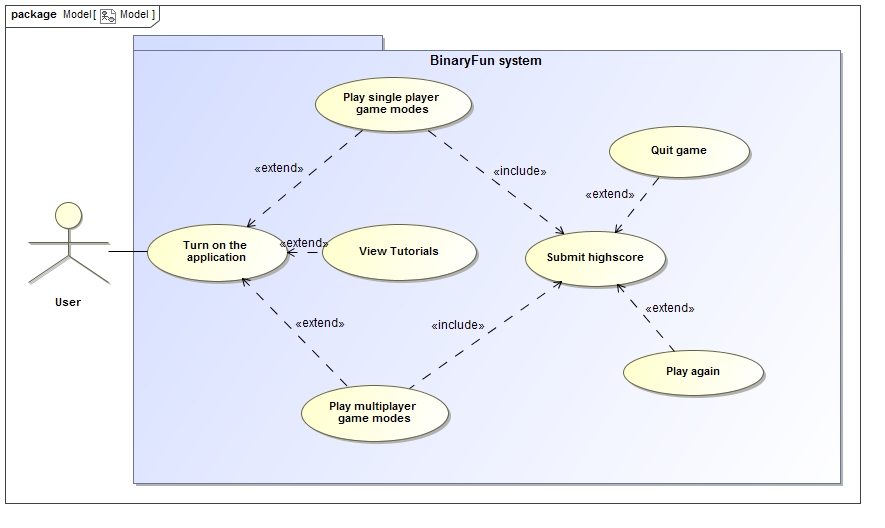 package Model [ Model ]
BinaryFun system
Play single player
game modes
Quit game
«extend»
«include»
«extend»
Turn on the
application
«extend»
View Tutorials
Submit highscore
User
«extend»
«include»
«extend»
Play again
Play multiplayer
game modes